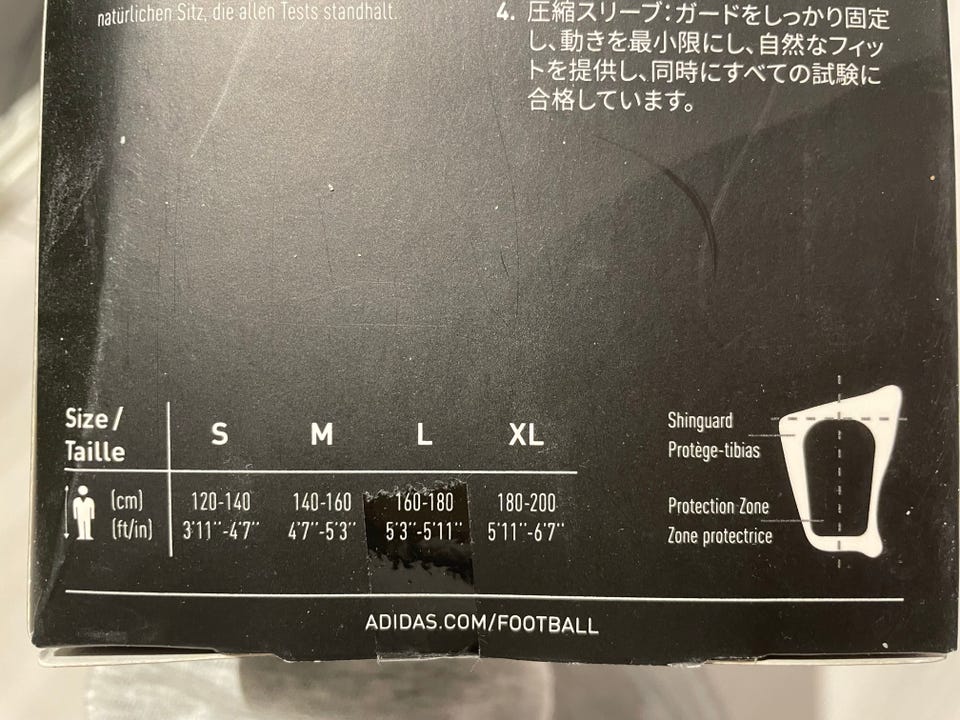 natürlichen Sitz, die allen Tests standhält.
4. 圧縮スリーブ：ガードをしっかり固定
し、動きを最小限にし、自然なフィッ
トを提供し、同時にすべての試験に
合格しています。
Size/ S M L XL
Taille
(cm) 120-140 140-160 160-180 180-200
(ft/in) 3'11''-4'7'' 4'7''-5'3'' 5'3''-5'11'' 5'11''-6'7''
Shinguard
Protège-tibias
Protection Zone
Zone protectrice
ADIDAS.COM/FOOTBALL